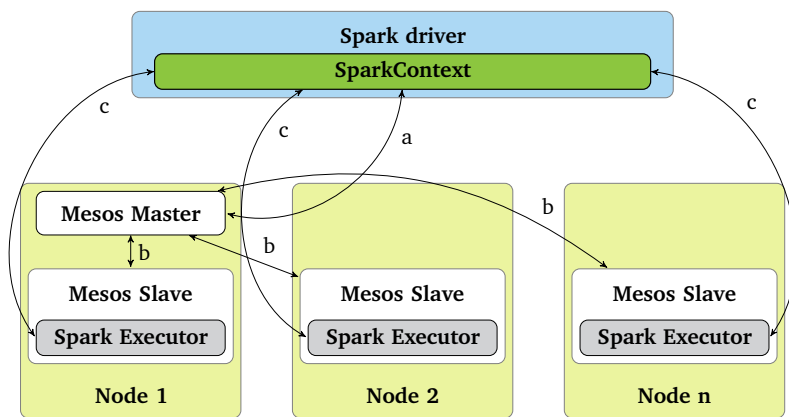 Spark driver
SparkContext
c
c
c
a
Mesos Master
b
b
b
Mesos Slave
Mesos Slave
Mesos Slave
Spark Executor
Spark Executor
Spark Executor
Node 1
Node 2
Node n